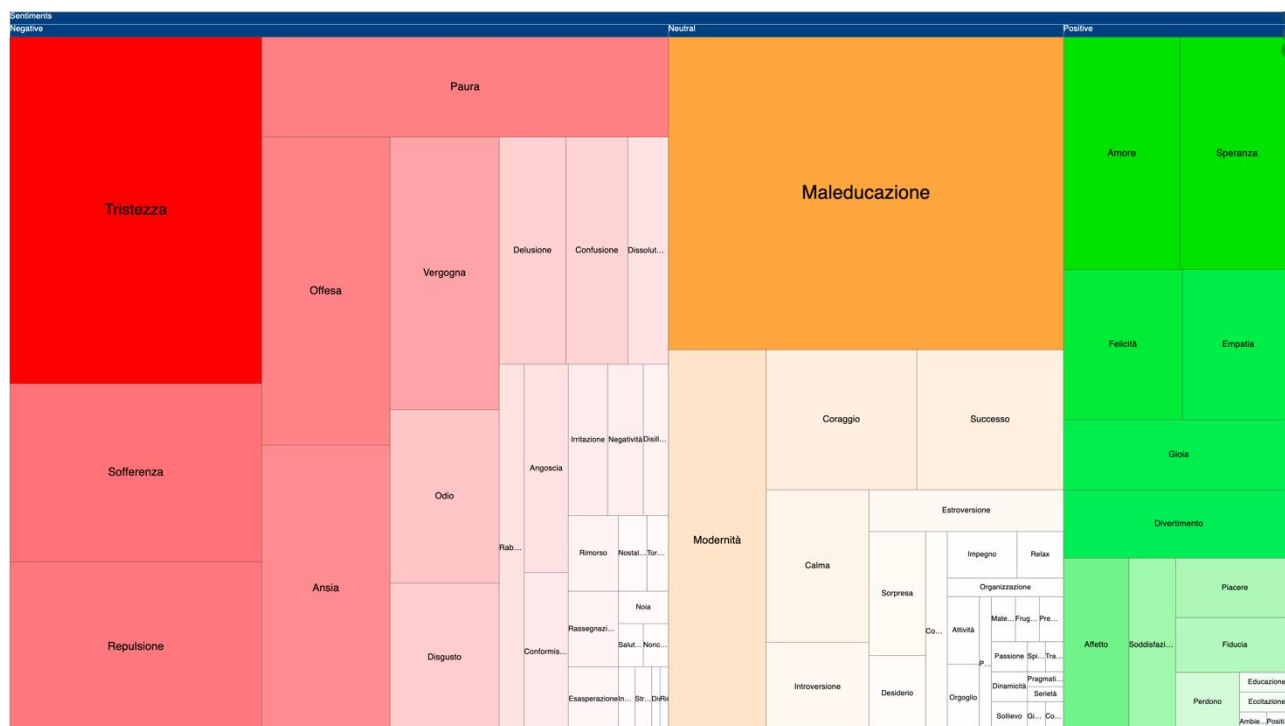 Sentiments
Negative
Neutral
Positive
Tristezza
Sofferenza
Repulsione
Paura
Offesa
Ansia
Vergogna
Odio
Disgusto
Delusione
Confusione
Dissolut...
Rab...
Angoscia
Conformis...
Irritazione
Negatività
Disill...
Rimorso
Nostal...
Tor...
Rassegnazi...
Noia
Salut...
Nonc...
Esasperazione
In...
Str...
Maleducazione
Modernità
Coraggio
Successo
Calma
Introversione
Estroversione
Sorpresa
Desiderio
Co...
Impegno
Relax
Organizzazione
Attività
Orgoglio
P...
Mate...
Frug...
Pre...
Passione
Spi...
Tra...
Dinamicità
Pragmati...
Serietà
Sollievo
Gi...
Co...
Amore
Speranza
Felicità
Empatia
Gioia
Divertimento
Affetto
Soddisfazi...
Piacere
Fiducia
Perdono
Educazione
Eccitazione
Ambie...
Positi